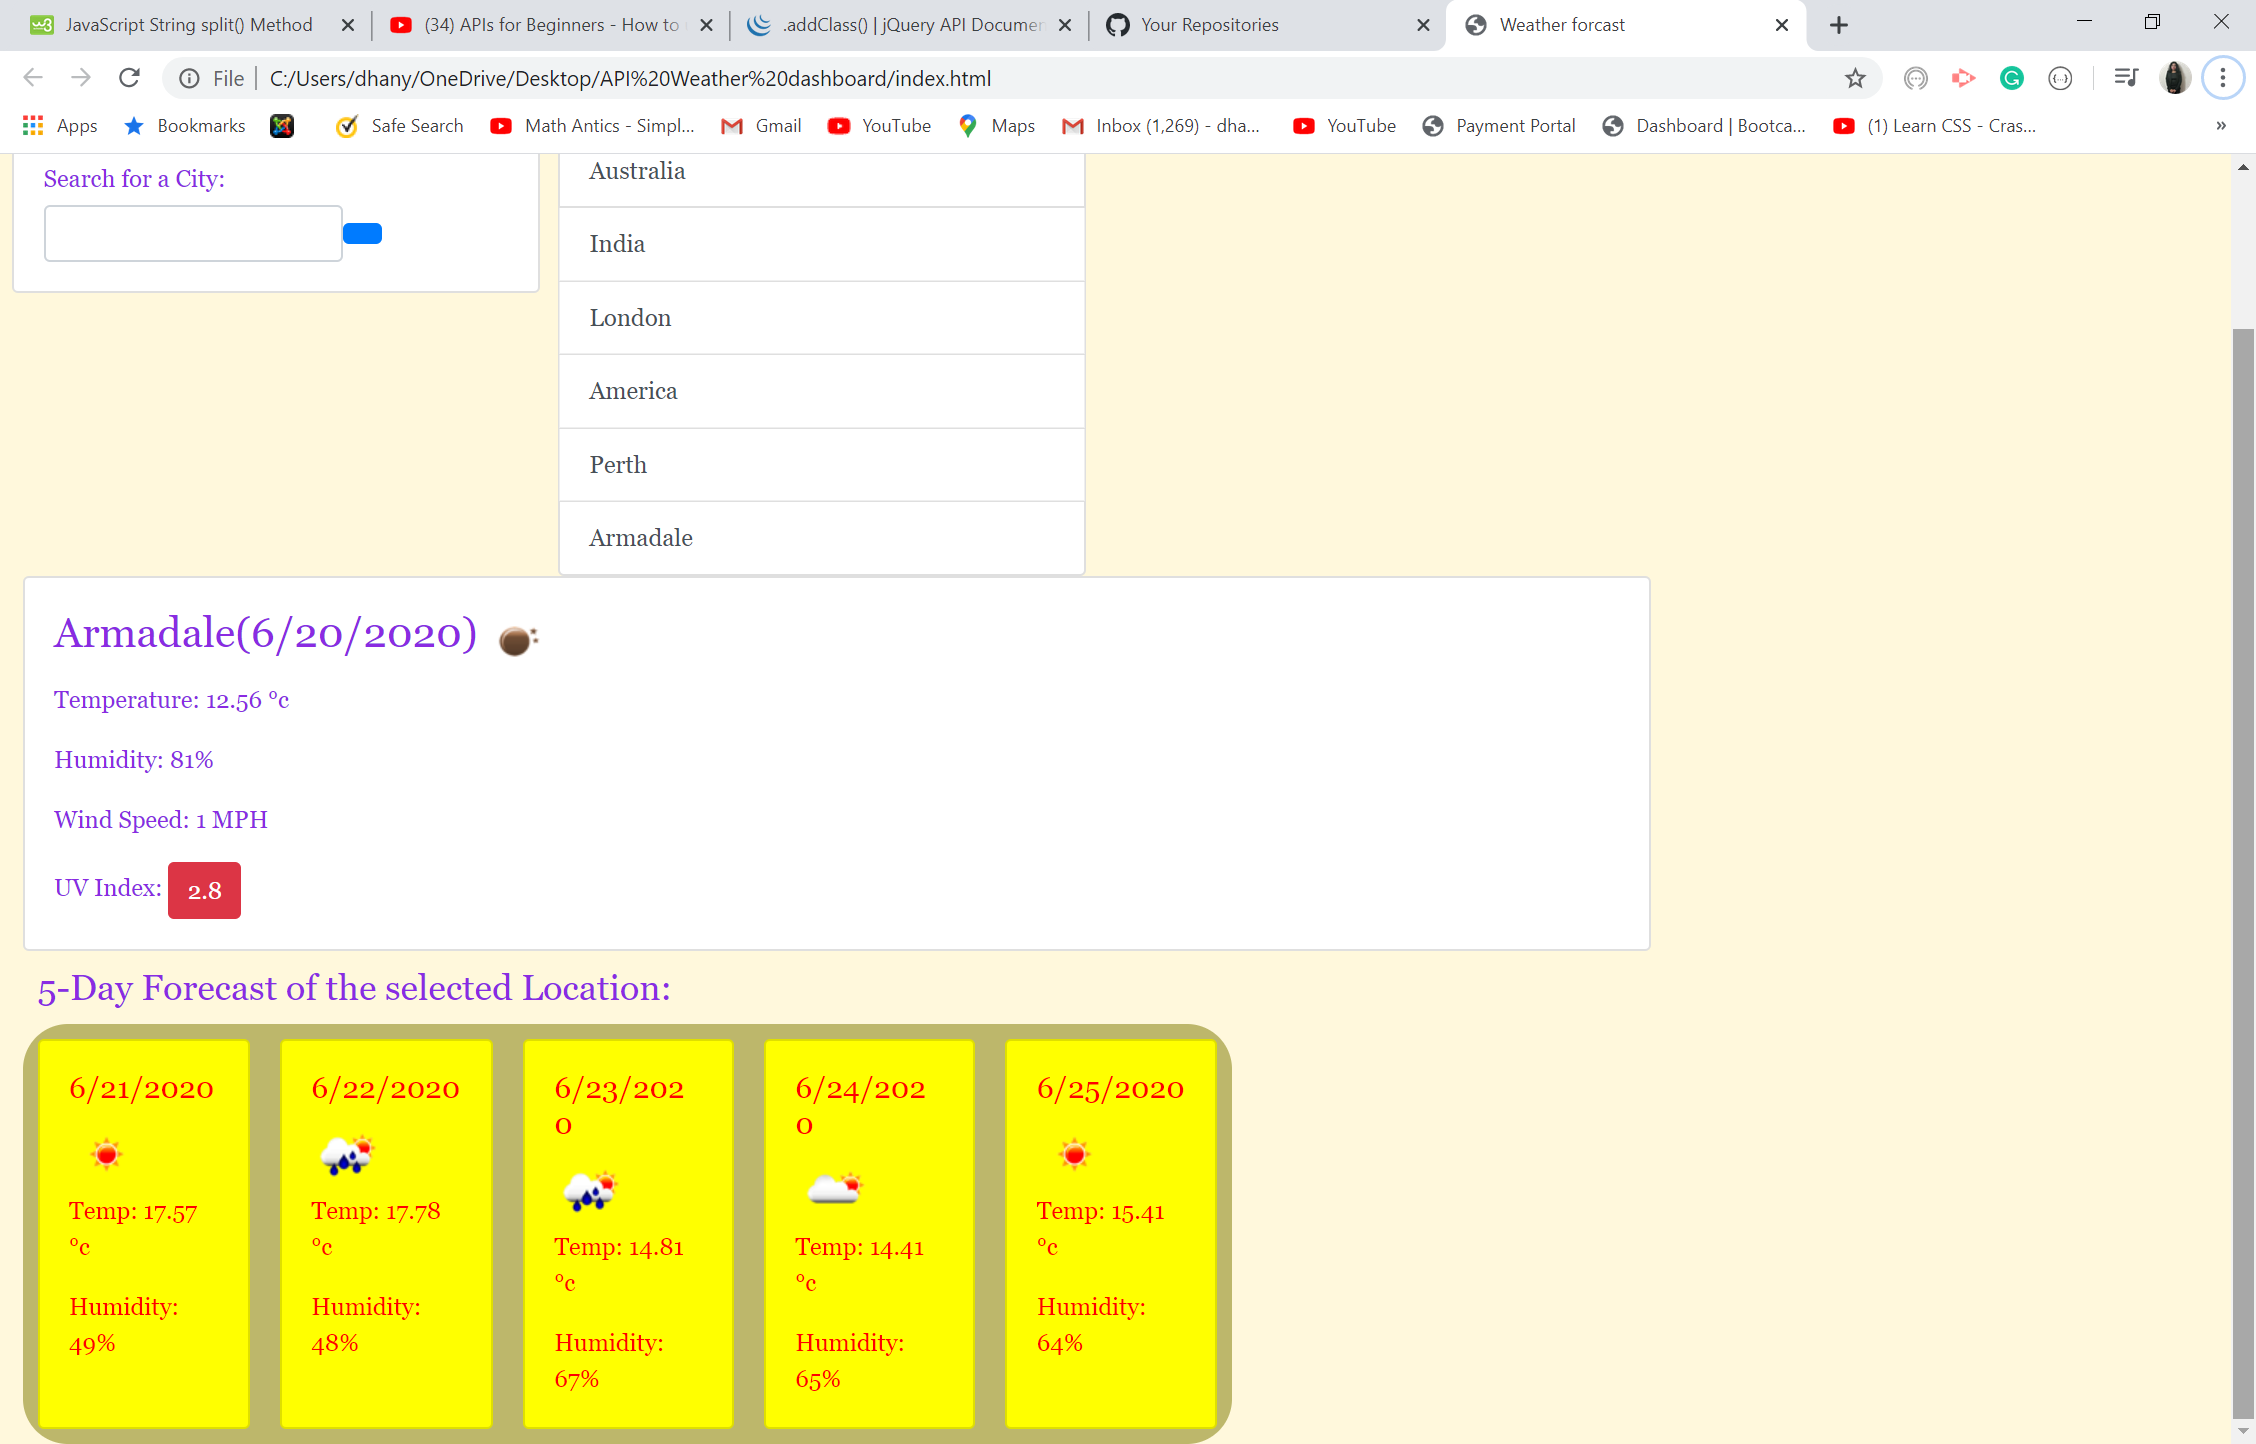 JavaScript String split() Method
(34) APIs for Beginners - How to
.addClass() | jQuery API Documen
Your Repositories
Weather forcast
File
C:/Users/dhany/OneDrive/Desktop/API%20Weather%20dashboard/index.html
Apps
Bookmarks
Safe Search
Math Antics - Simpl...
Gmail
YouTube
Maps
Inbox (1,269) - dha...
YouTube
Payment Portal
Dashboard | Bootca...
(1) Learn CSS - Cras...
»
Search for a City:
Australia
India
London
America
Perth
Armadale
Armadale(6/20/2020)
Temperature: 12.56 °c
Humidity: 81%
Wind Speed: 1 MPH
UV Index: 2.8
5-Day Forecast of the selected Location:
6/21/2020
Temp: 17.57
°c
Humidity:
49%
6/22/2020
Temp: 17.78
°c
Humidity:
48%
6/23/202
0
Temp: 14.81
°c
Humidity:
67%
6/24/202
0
Temp: 14.41
°c
Humidity:
65%
6/25/2020
Temp: 15.41
°c
Humidity:
64%